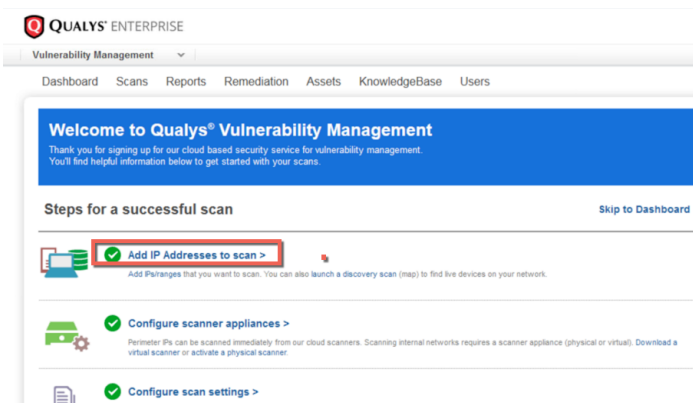 QUALYS® ENTERPRISE
Vulnerability Management
Dashboard Scans Reports Remediation Assets KnowledgeBase Users
Welcome to Qualys® Vulnerability Management
Thank you for signing up for our cloud based security service for vulnerability management.
You'll find helpful information below to get started with your scans.
Steps for a successful scan
Skip to Dashboard
Add IP Addresses to scan >
Add IPs/ranges that you want to scan. You can also launch a discovery scan (map) to find live devices on your network.
Configure scanner appliances >
Perimeter IPs can be scanned immediately from our cloud scanners. Scanning internal networks requires a scanner appliance (physical or virtual). Download a
virtual scanner or activate a physical scanner.
Configure scan settings >